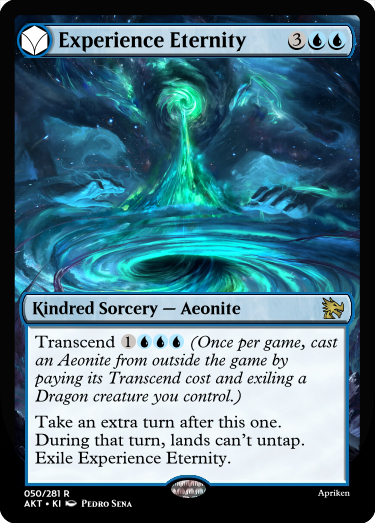 Experience Eternity 3
Kindred Sorcery — Aeonite
Transcend 1 (Once per game, cast
an Aeonite from outside the game by
paying its Transcend cost and exiling a
Dragon creature you control.)
Take an extra turn after this one.
During that turn, lands can't untap.
Exile Experience Eternity.
050/281 R
Apriken
AKT • KI Pedro Sena